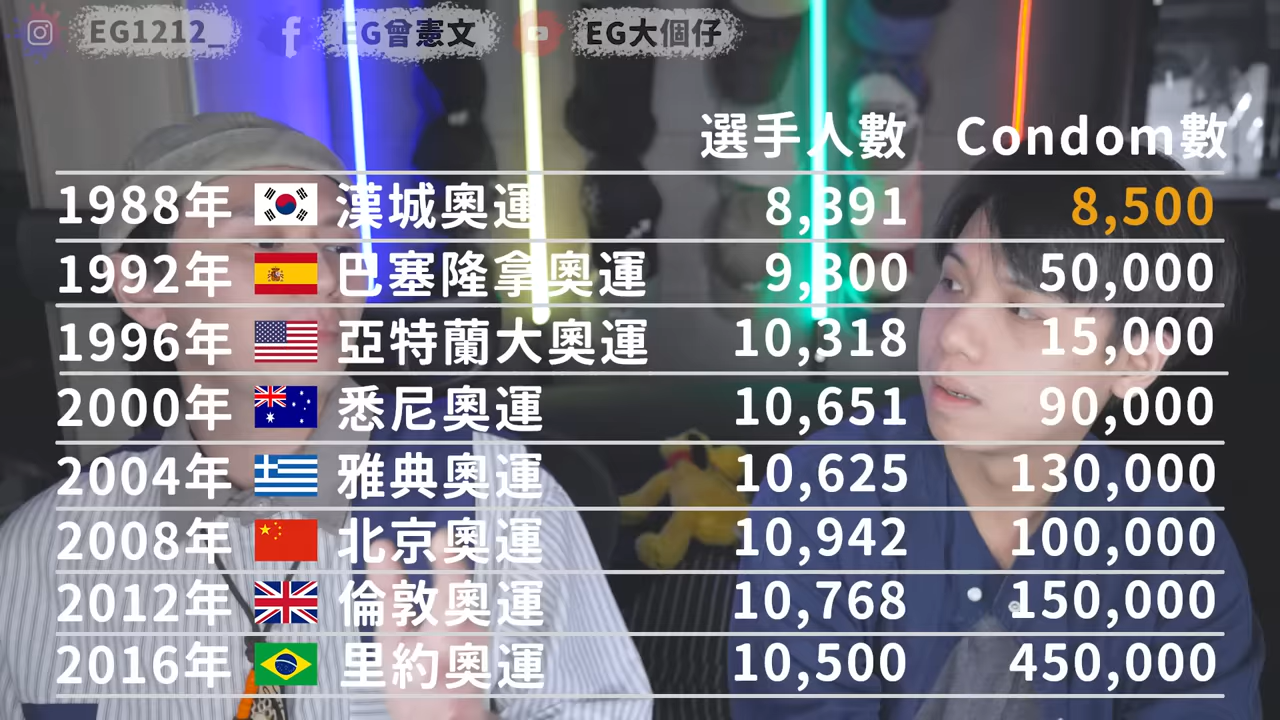 EG1212_ EG曾憲文 EG大個仔
選手人數 Condom數
1988年 漢城奧運 8,391 8,500
1992年 巴塞隆拿奧運 9,300 50,000
1996年 亞特蘭大奧運 10,318 15,000
2000年 悉尼奧運 10,651 90,000
2004年 雅典奧運 10,625 130,000
2008年 北京奧運 10,942 100,000
2012年 倫敦奧運 10,768 150,000
2016年 里約奧運 10,500 450,000